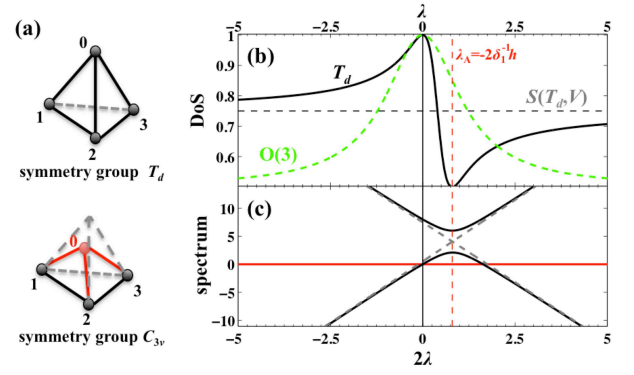 (a)
0
1
2
3
symmetry group T_d
0
1
2
3
symmetry group C_{3v}
λ
-5 -2.5 0 2.5 5
(b)
λ_A=-2δ_1^{-1}h
T_d
S(T_d,V)
O(3)
DoS
1
0.9
0.8
0.7
0.6
(c)
spectrum
10
5
0
-5
-10
-5 -2.5 0 2.5 5
2λ